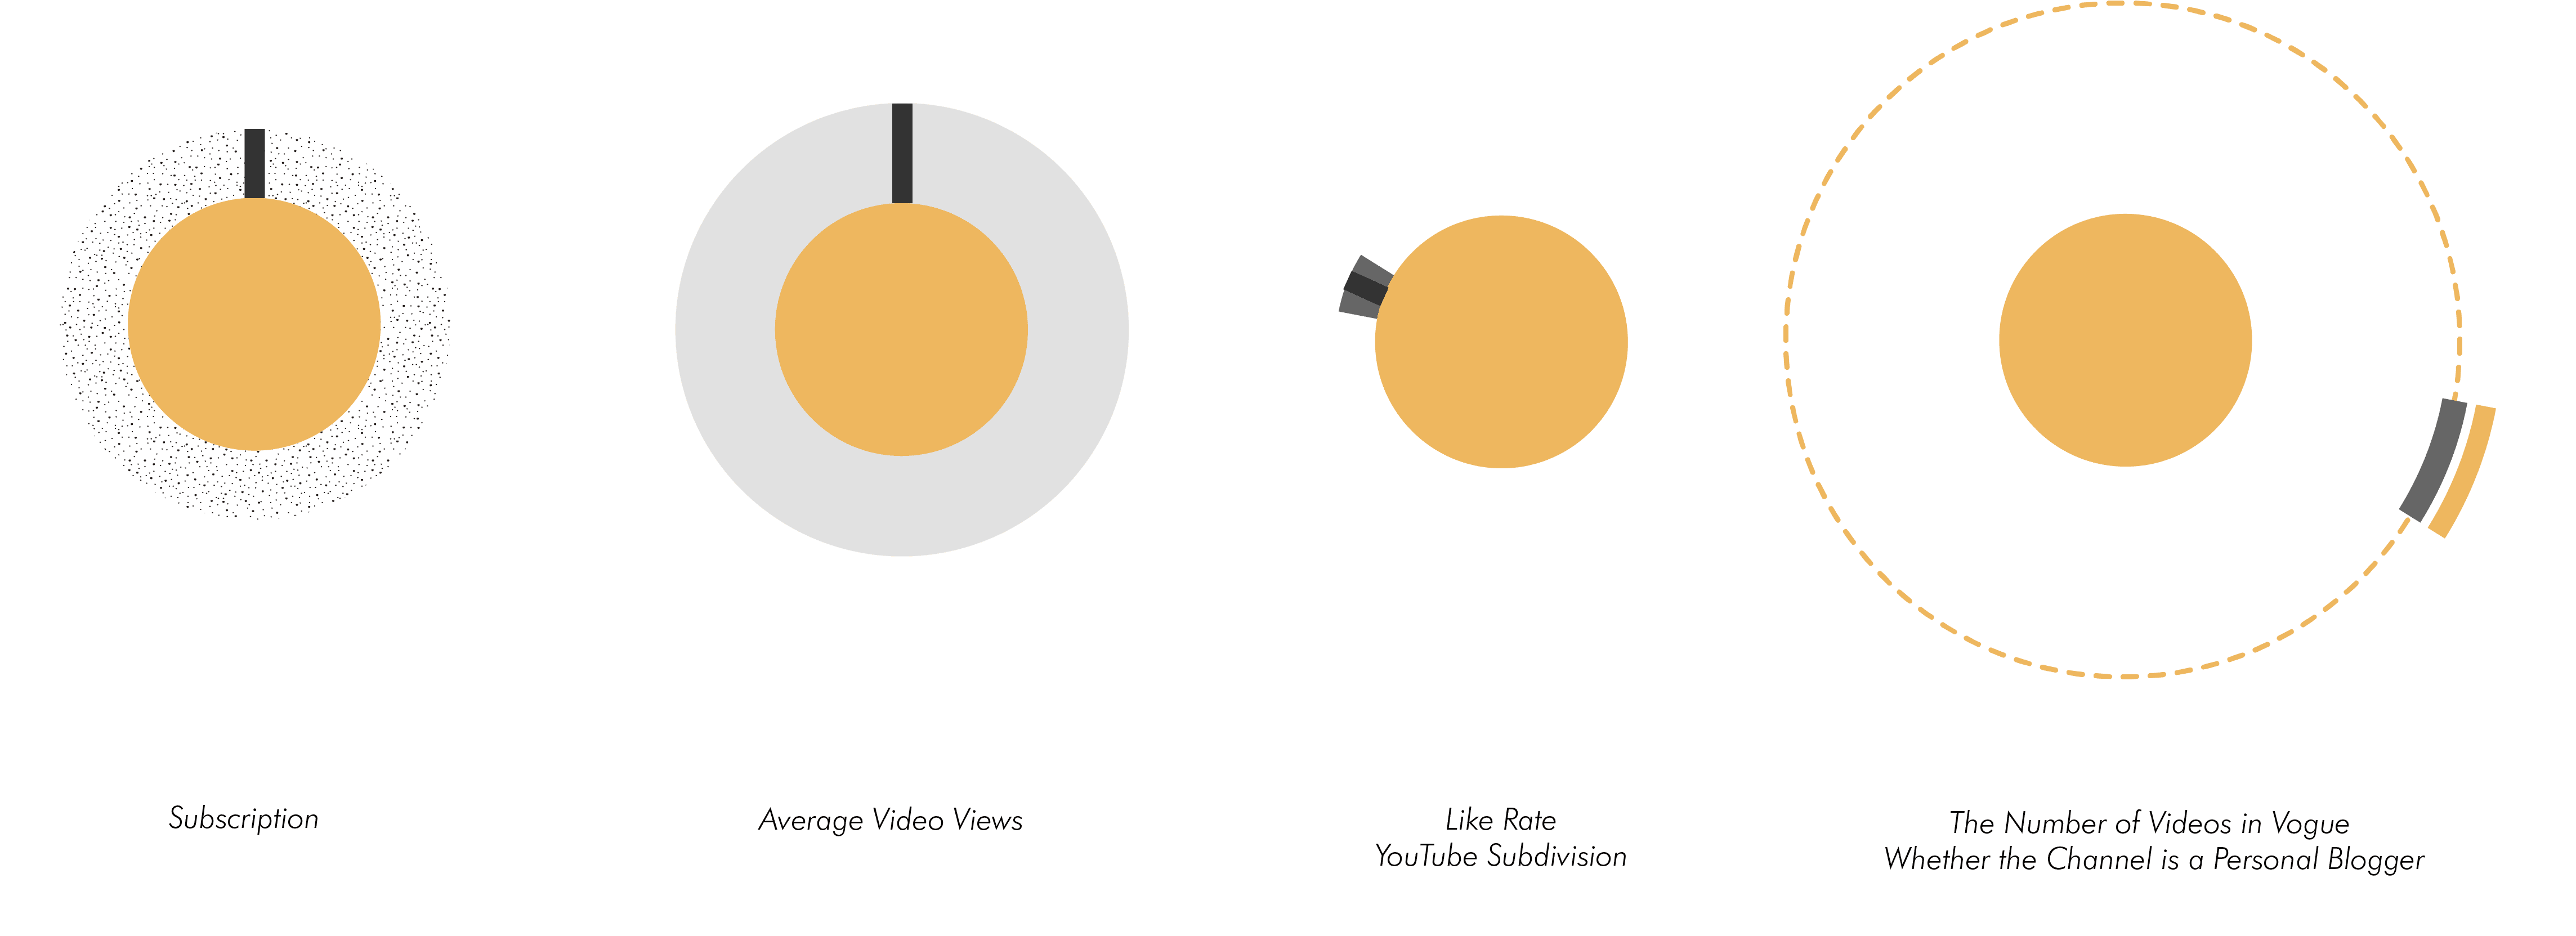 Subscription
Average Video Views
Like Rate
YouTube Subdivision
The Number of Videos in Vogue
Whether the Channel is a Personal Blogger